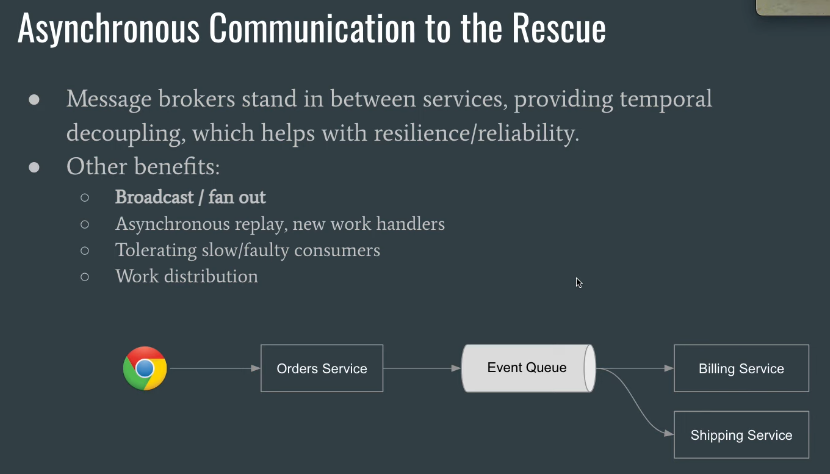 Asynchronous Communication to the Rescue
● Message brokers stand in between services, providing temporal
decoupling, which helps with resilience/reliability.
● Other benefits:
○ Broadcast / fan out
○ Asynchronous replay, new work handlers
○ Tolerating slow/faulty consumers
○ Work distribution
Orders Service
Event Queue
Billing Service
Shipping Service